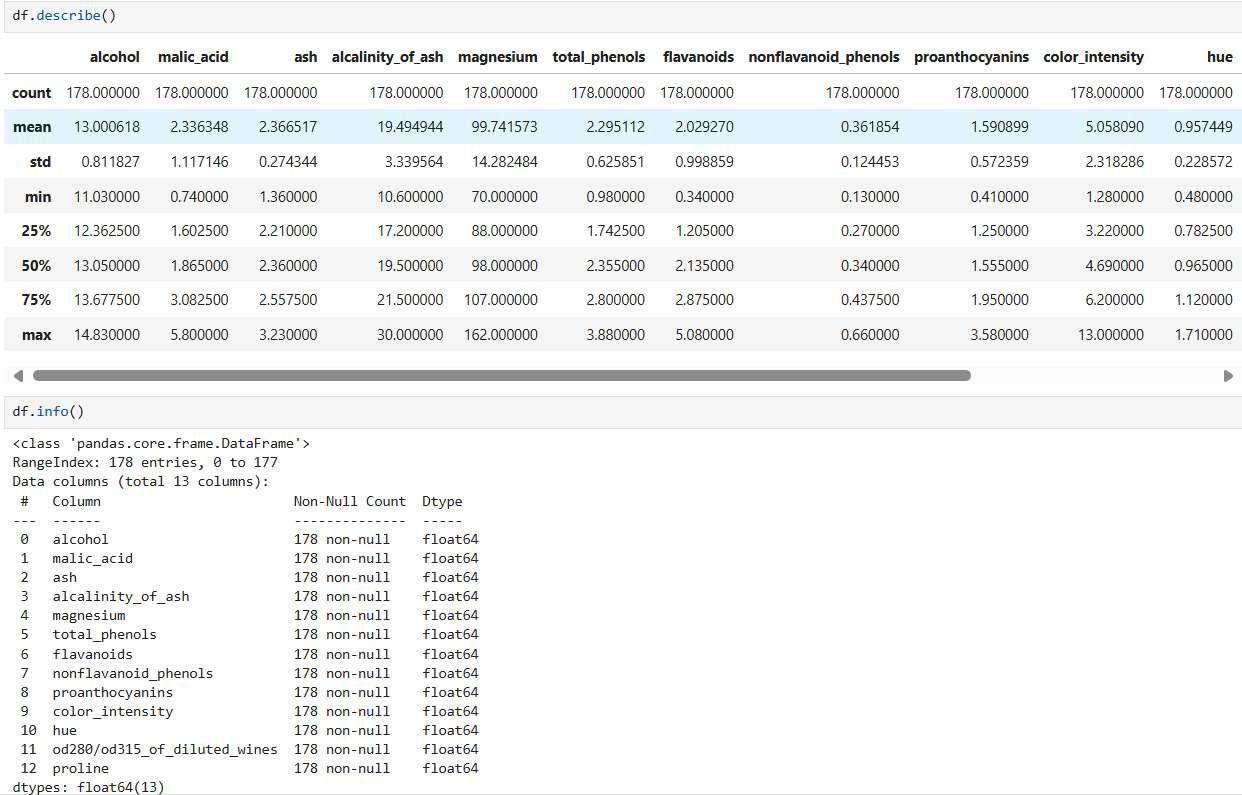 df.describe()
alcohol malic_acid ash alcalinity_of_ash magnesium total_phenols flavanoids nonflavanoid_phenols proanthocyanins color_intensity hue
count 178.000000 178.000000 178.000000 178.000000 178.000000 178.000000 178.000000 178.000000 178.000000 178.000000 178.000000
mean 13.000618 2.336348 2.366517 19.494944 99.741573 2.295112 2.029270 0.361854 1.590899 5.058090 0.957449
std 0.811827 1.117146 0.274344 3.339564 14.282484 0.625851 0.998859 0.124453 0.572359 2.318286 0.228572
min 11.030000 0.740000 1.360000 10.600000 70.000000 0.980000 0.340000 0.130000 0.410000 1.280000 0.480000
25% 12.362500 1.602500 2.210000 17.200000 88.000000 1.742500 1.205000 0.270000 1.250000 3.220000 0.782500
50% 13.050000 1.865000 2.360000 19.500000 98.000000 2.355000 2.135000 0.340000 1.555000 4.690000 0.965000
75% 13.677500 3.082500 2.557500 21.500000 107.000000 2.800000 2.875000 0.437500 1.950000 6.200000 1.120000
max 14.830000 5.800000 3.230000 30.000000 162.000000 3.880000 5.080000 0.660000 3.580000 13.000000 1.710000
df.info()
<class 'pandas.core.frame.DataFrame'>
RangeIndex: 178 entries, 0 to 177
Data columns (total 13 columns):
# Column Non-Null Count Dtype
--- ------ -------------- -----
0 alcohol 178 non-null float64
1 malic_acid 178 non-null float64
2 ash 178 non-null float64
3 alcalinity_of_ash 178 non-null float64
4 magnesium 178 non-null float64
5 total_phenols 178 non-null float64
6 flavanoids 178 non-null float64
7 nonflavanoid_phenols 178 non-null float64
8 proanthocyanins 178 non-null float64
9 color_intensity 178 non-null float64
10 hue 178 non-null float64
11 od280/od315_of_diluted_wines 178 non-null float64
12 proline 178 non-null float64
dtypes: float64(13)